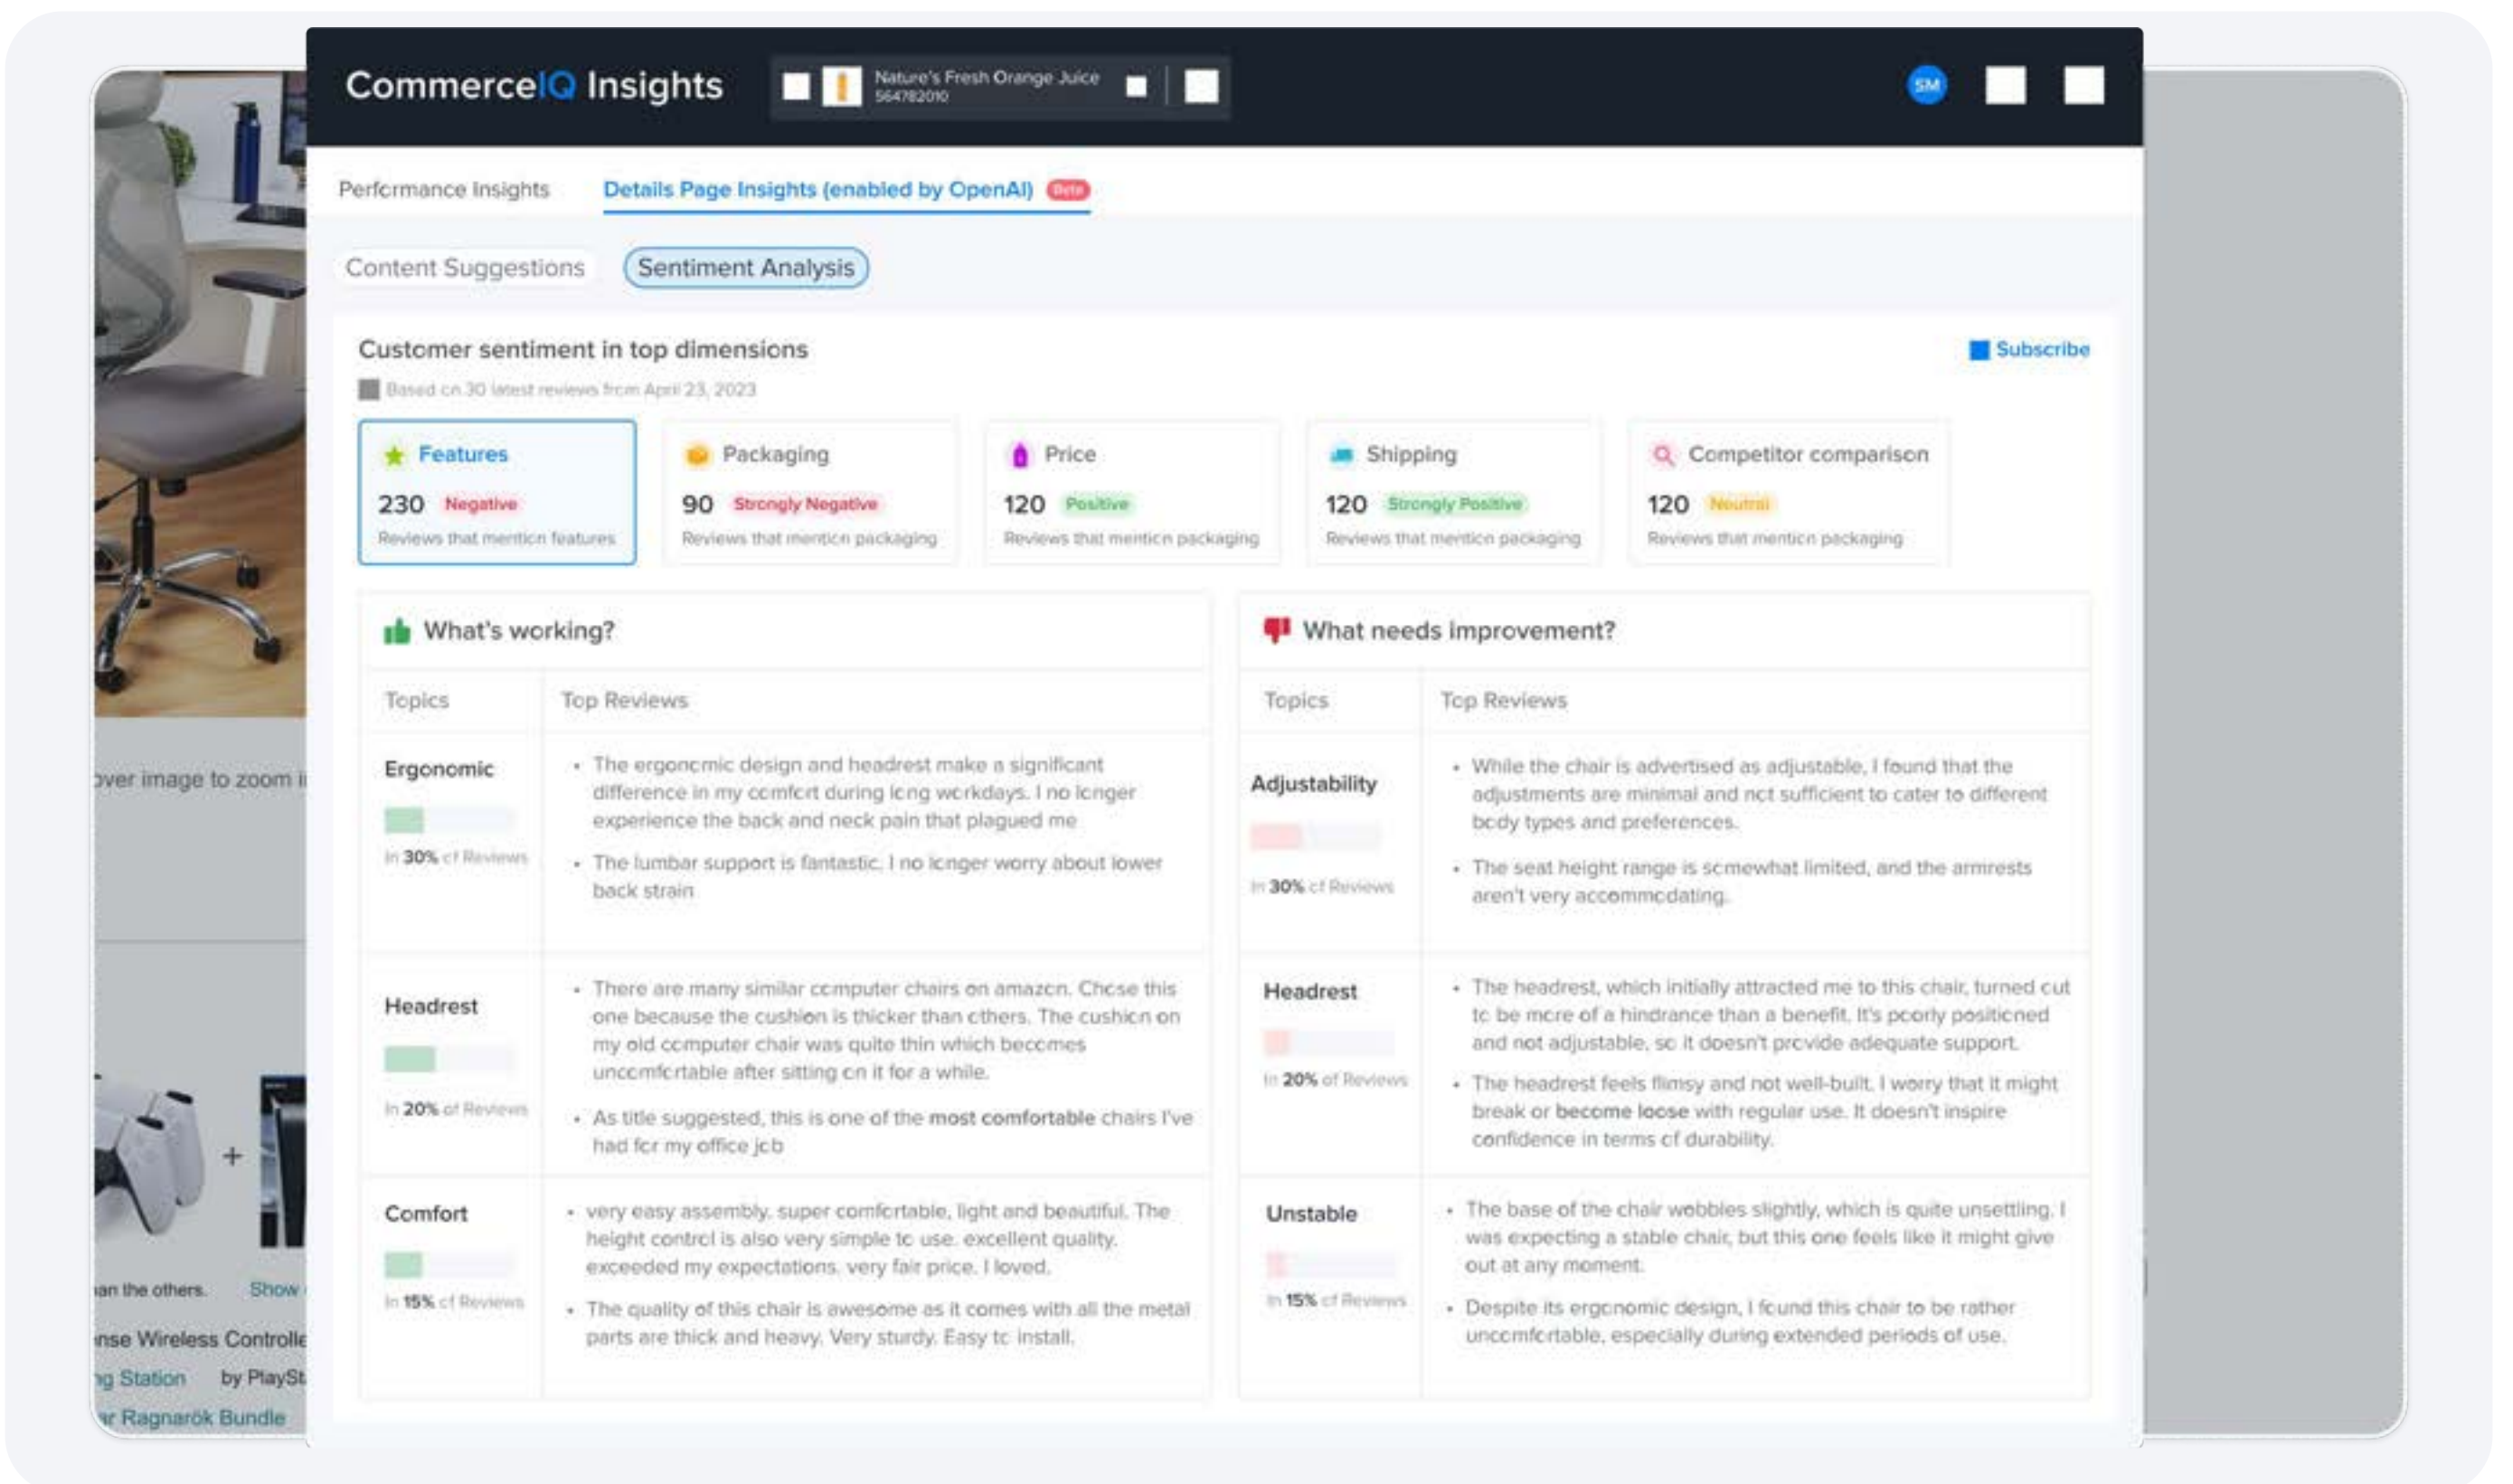 CommerceIQ Insights
Nature's Fresh Orange Juice
564782010
SM
Performance Insights
Details Page Insights (enabled by OpenAI) Beta
Content Suggestions
Sentiment Analysis
Customer sentiment in top dimensions
Subscribe
Based on 30 latest reviews from April 23, 2023
Features
230 Negative
Reviews that mention features
Packaging
90 Strongly Negative
Reviews that mention packaging
Price
120 Positive
Reviews that mention packaging
Shipping
120 Strongly Positive
Reviews that mention packaging
Competitor comparison
120 Neutral
Reviews that mention packaging
What's working?
Topics
Top Reviews
Ergonomic
In 30% of Reviews
• The ergonomic design and headrest make a significant
difference in my comfort during long workdays. I no longer
experience the back and neck pain that plagued me
• The lumbar support is fantastic. I no longer worry about lower
back strain
Headrest
In 20% of Reviews
• There are many similar computer chairs on amazon. Chose this
one because the cushion is thicker than others. The cushion on
my old computer chair was quite thin which becomes
uncomfortable after sitting on it for a while.
• As title suggested, this is one of the most comfortable chairs I've
had for my office job
Comfort
In 15% of Reviews
• very easy assembly. super comfortable, light and beautiful. The
height control is also very simple to use. excellent quality.
exceeded my expectations. very fair price. I loved.
• The quality of this chair is awesome as it comes with all the metal
parts are thick and heavy. Very sturdy. Easy to install.
What needs improvement?
Topics
Top Reviews
Adjustability
In 30% of Reviews
• While the chair is advertised as adjustable, I found that the
adjustments are minimal and not sufficient to cater to different
body types and preferences.
• The seat height range is somewhat limited, and the armrests
aren't very accommodating.
Headrest
In 20% of Reviews
• The headrest, which initially attracted me to this chair, turned out
to be more of a hindrance than a benefit. It's poorly positioned
and not adjustable, so it doesn't provide adequate support.
• The headrest feels flimsy and not well-built. I worry that it might
break or become loose with regular use. It doesn't inspire
confidence in terms of durability.
Unstable
In 15% of Reviews
• The base of the chair wobbles slightly, which is quite unsettling. I
was expecting a stable chair, but this one feels like it might give
out at any moment.
• Despite its ergonomic design, I found this chair to be rather
uncomfortable, especially during extended periods of use.
over image to zoom i
+
an the others. Show
nse Wireless Controlle
ng Station by PlaySt
ar Ragnarök Bundle